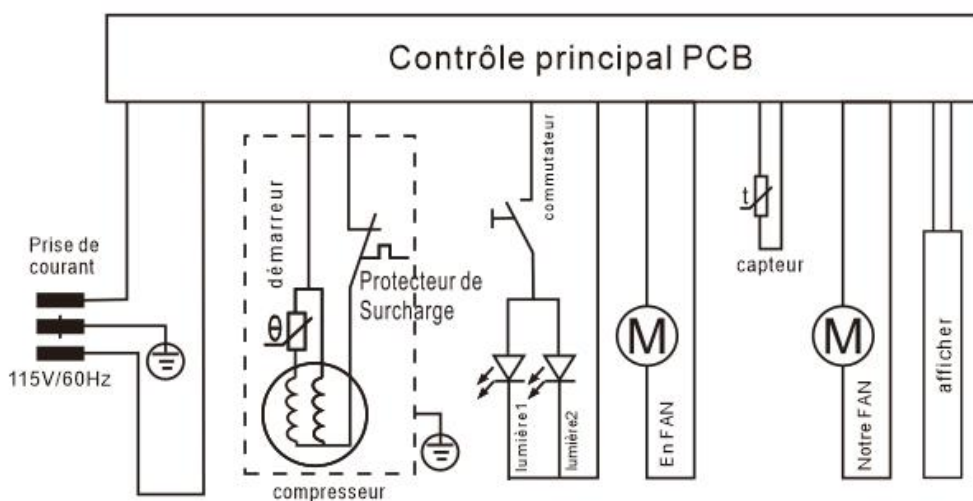 Contrôle principal PCB
Prise de
courant
115V/60Hz
démarreur
θ
Protecteur de
Surcharge
compresseur
commutateur
lumière1
lumière2
M
En FAN
t
capteur
M
Notre FAN
afficher